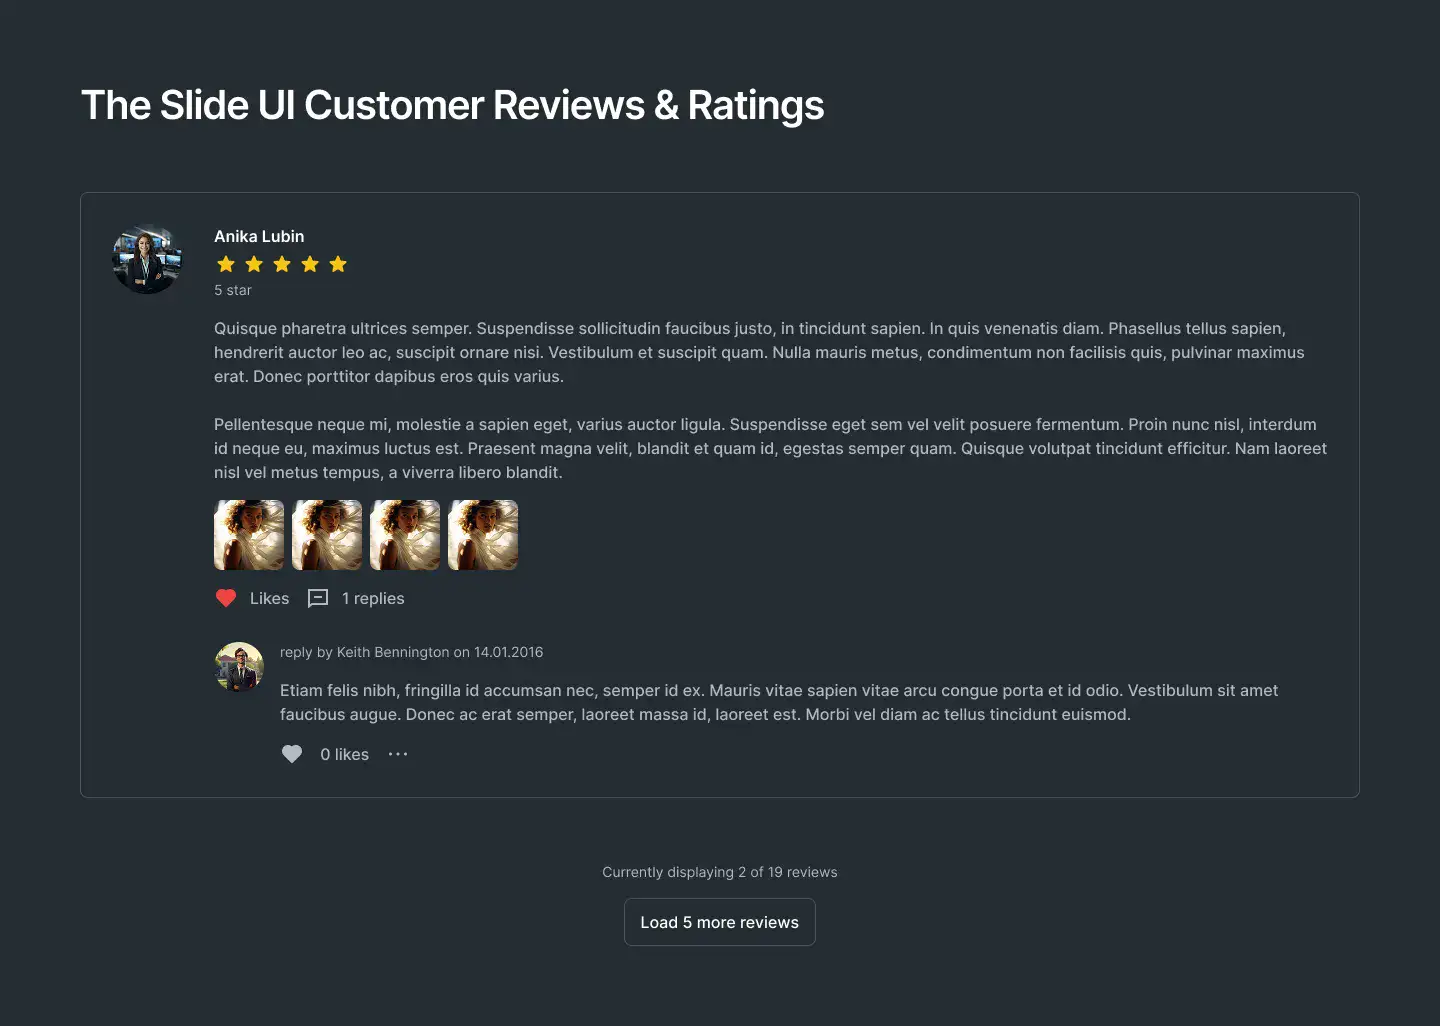 The Slide UI Customer Reviews & Ratings
Anika Lubin
5 star
Quisque pharetra ultrices semper. Suspendisse sollicitudin faucibus justo, in tincidunt sapien. In quis venenatis diam. Phasellus tellus sapien,
hendrerit auctor leo ac, suscipit ornare nisi. Vestibulum et suscipit quam. Nulla mauris metus, condimentum non facilisis quis, pulvinar maximus
erat. Donec porttitor dapibus eros quis varius.
Pellentesque neque mi, molestie a sapien eget, varius auctor ligula. Suspendisse eget sem vel velit posuere fermentum. Proin nunc nisl, interdum
id neque eu, maximus luctus est. Praesent magna velit, blandit et quam id, egestas semper quam. Quisque volutpat tincidunt efficitur. Nam laoreet
nisl vel metus tempus, a viverra libero blandit.
Likes 1 replies
reply by Keith Bennington on 14.01.2016
Etiam felis nibh, fringilla id accumsan nec, semper id ex. Mauris vitae sapien vitae arcu congue porta et id odio. Vestibulum sit amet
faucibus augue. Donec ac erat semper, laoreet massa id, laoreet est. Morbi vel diam ac tellus tincidunt euismod.
0 likes ···
Currently displaying 2 of 19 reviews
Load 5 more reviews